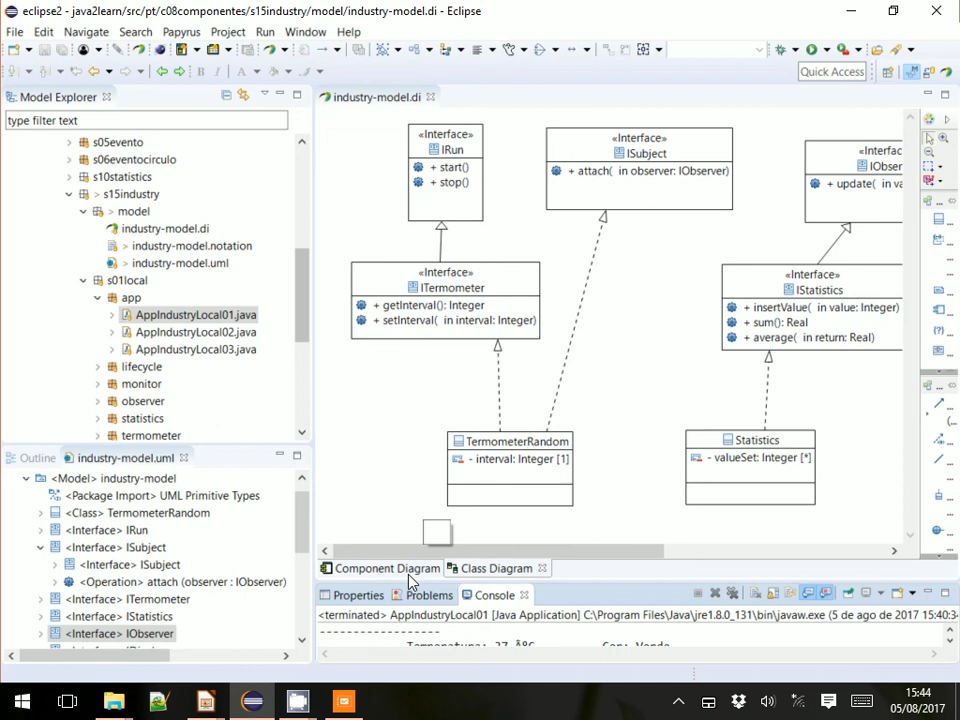 eclipse2 - java2learn/src/pt/c08componentes/s15industry/model/industry-model.di - Eclipse
File Edit Navigate Search Papyrus Project Run Window Help
Quick Access
Model Explorer
type filter text
s05evento
s06eventocirculo
s10statistics
> s15industry
> model
industry-model.di
> industry-model.notation
> industry-model.uml
s01local
app
AppIndustryLocal01.java
AppIndustryLocal02.java
AppIndustryLocal03.java
lifecycle
monitor
observer
statistics
termometer
Outline industry-model.uml
<Model> industry-model
<Package Import> UML Primitive Types
<Class> TermometerRandom
<Interface> IRun
<Interface> ISubject
<Interface> ISubject
<Operation> attach (observer : IObserver)
<Interface> ITermometer
<Interface> IStatistics
<Interface> IObserver
industry-model.di
«Interface»
IRun
+ start()
+ stop()
«Interface»
ISubject
+ attach( in observer: IObserver)
«Interfac
IObser
+ update( in va
«Interface»
ITermometer
+ getInterval(): Integer
+ setInterval( in interval: Integer)
«Interface»
IStatistics
+ insertValue( in value: Integer)
+ sum(): Real
+ average( in return: Real)
TermometerRandom
- interval: Integer [1]
Statistics
- valueSet: Integer [*]
Component Diagram Class Diagram
Properties Problems Console
<terminated> AppIndustryLocal01 [Java Application] C:\Program Files\Java\jre1.8.0_131\bin\javaw.exe (5 de ago de 2017 15:40:3
------------------
15:44
05/08/2017